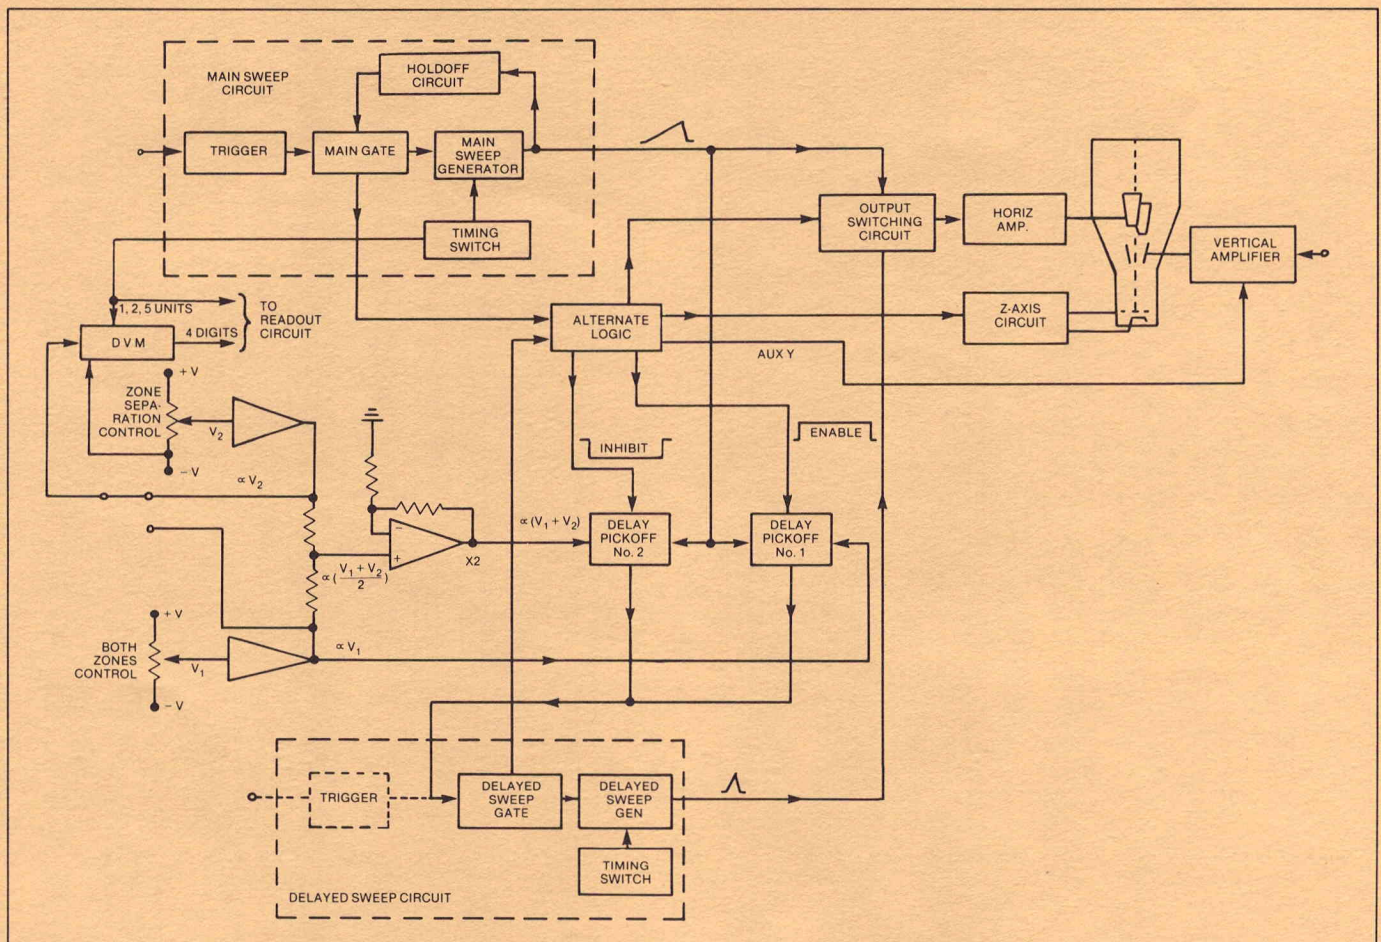 MAIN SWEEP
CIRCUIT
HOLDOFF
CIRCUIT
TRIGGER
MAIN GATE
MAIN
SWEEP
GENERATOR
TIMING
SWITCH
OUTPUT
SWITCHING
CIRCUIT
HORIZ
AMP.
VERTICAL
AMPLIFIER
1, 2, 5 UNITS
TO
READOUT
CIRCUIT
DVM
4 DIGITS
ALTERNATE
LOGIC
Z-AXIS
CIRCUIT
AUX Y
+ V
ZONE
SEPA-
RATION
CONTROL
V2
- V
∝ V2
INHIBIT
ENABLE
∝ (V1 + V2)
DELAY
PICKOFF
No. 2
DELAY
PICKOFF
No. 1
-
+
X2
∝ (V1 + V2
2)
+ V
BOTH
ZONES
CONTROL
V1
∝ V1
- V
TRIGGER
DELAYED
SWEEP
GATE
DELAYED
SWEEP
GEN
TIMING
SWITCH
DELAYED SWEEP CIRCUIT